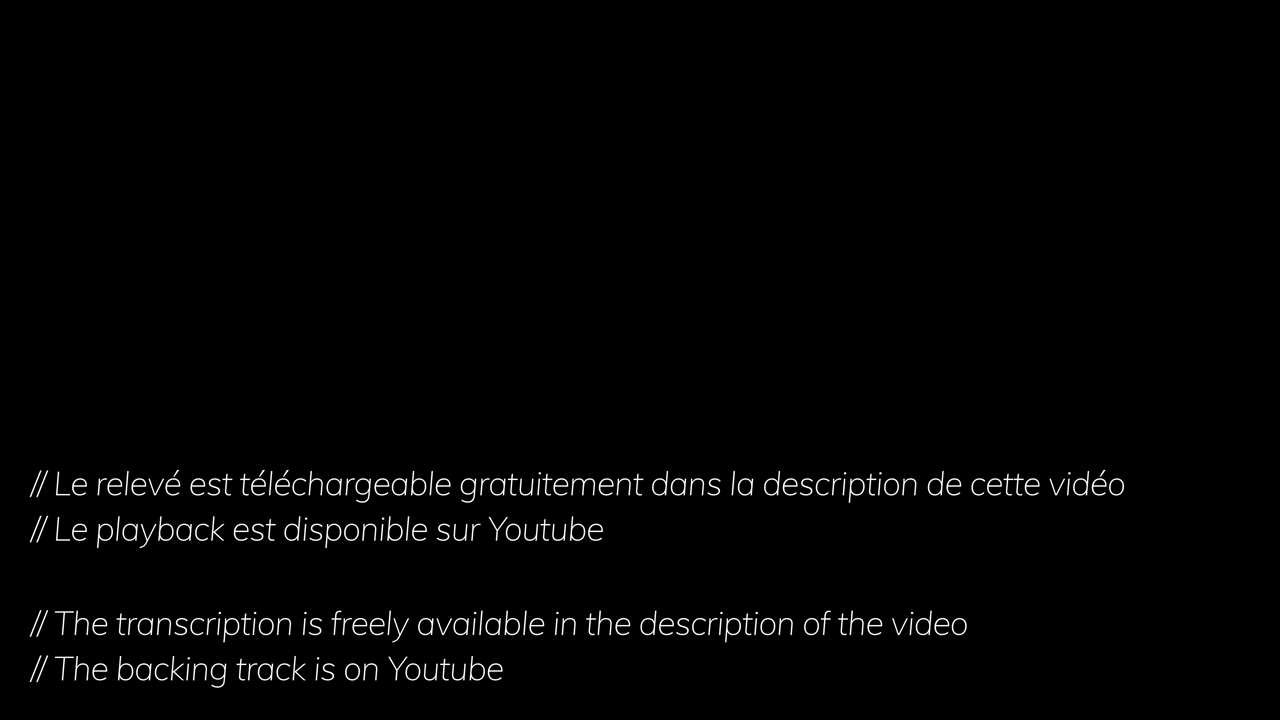 // Le relevé est téléchargeable gratuitement dans la description de cette vidéo
// Le playback est disponible sur Youtube
// The transcription is freely available in the description of the video
// The backing track is on Youtube